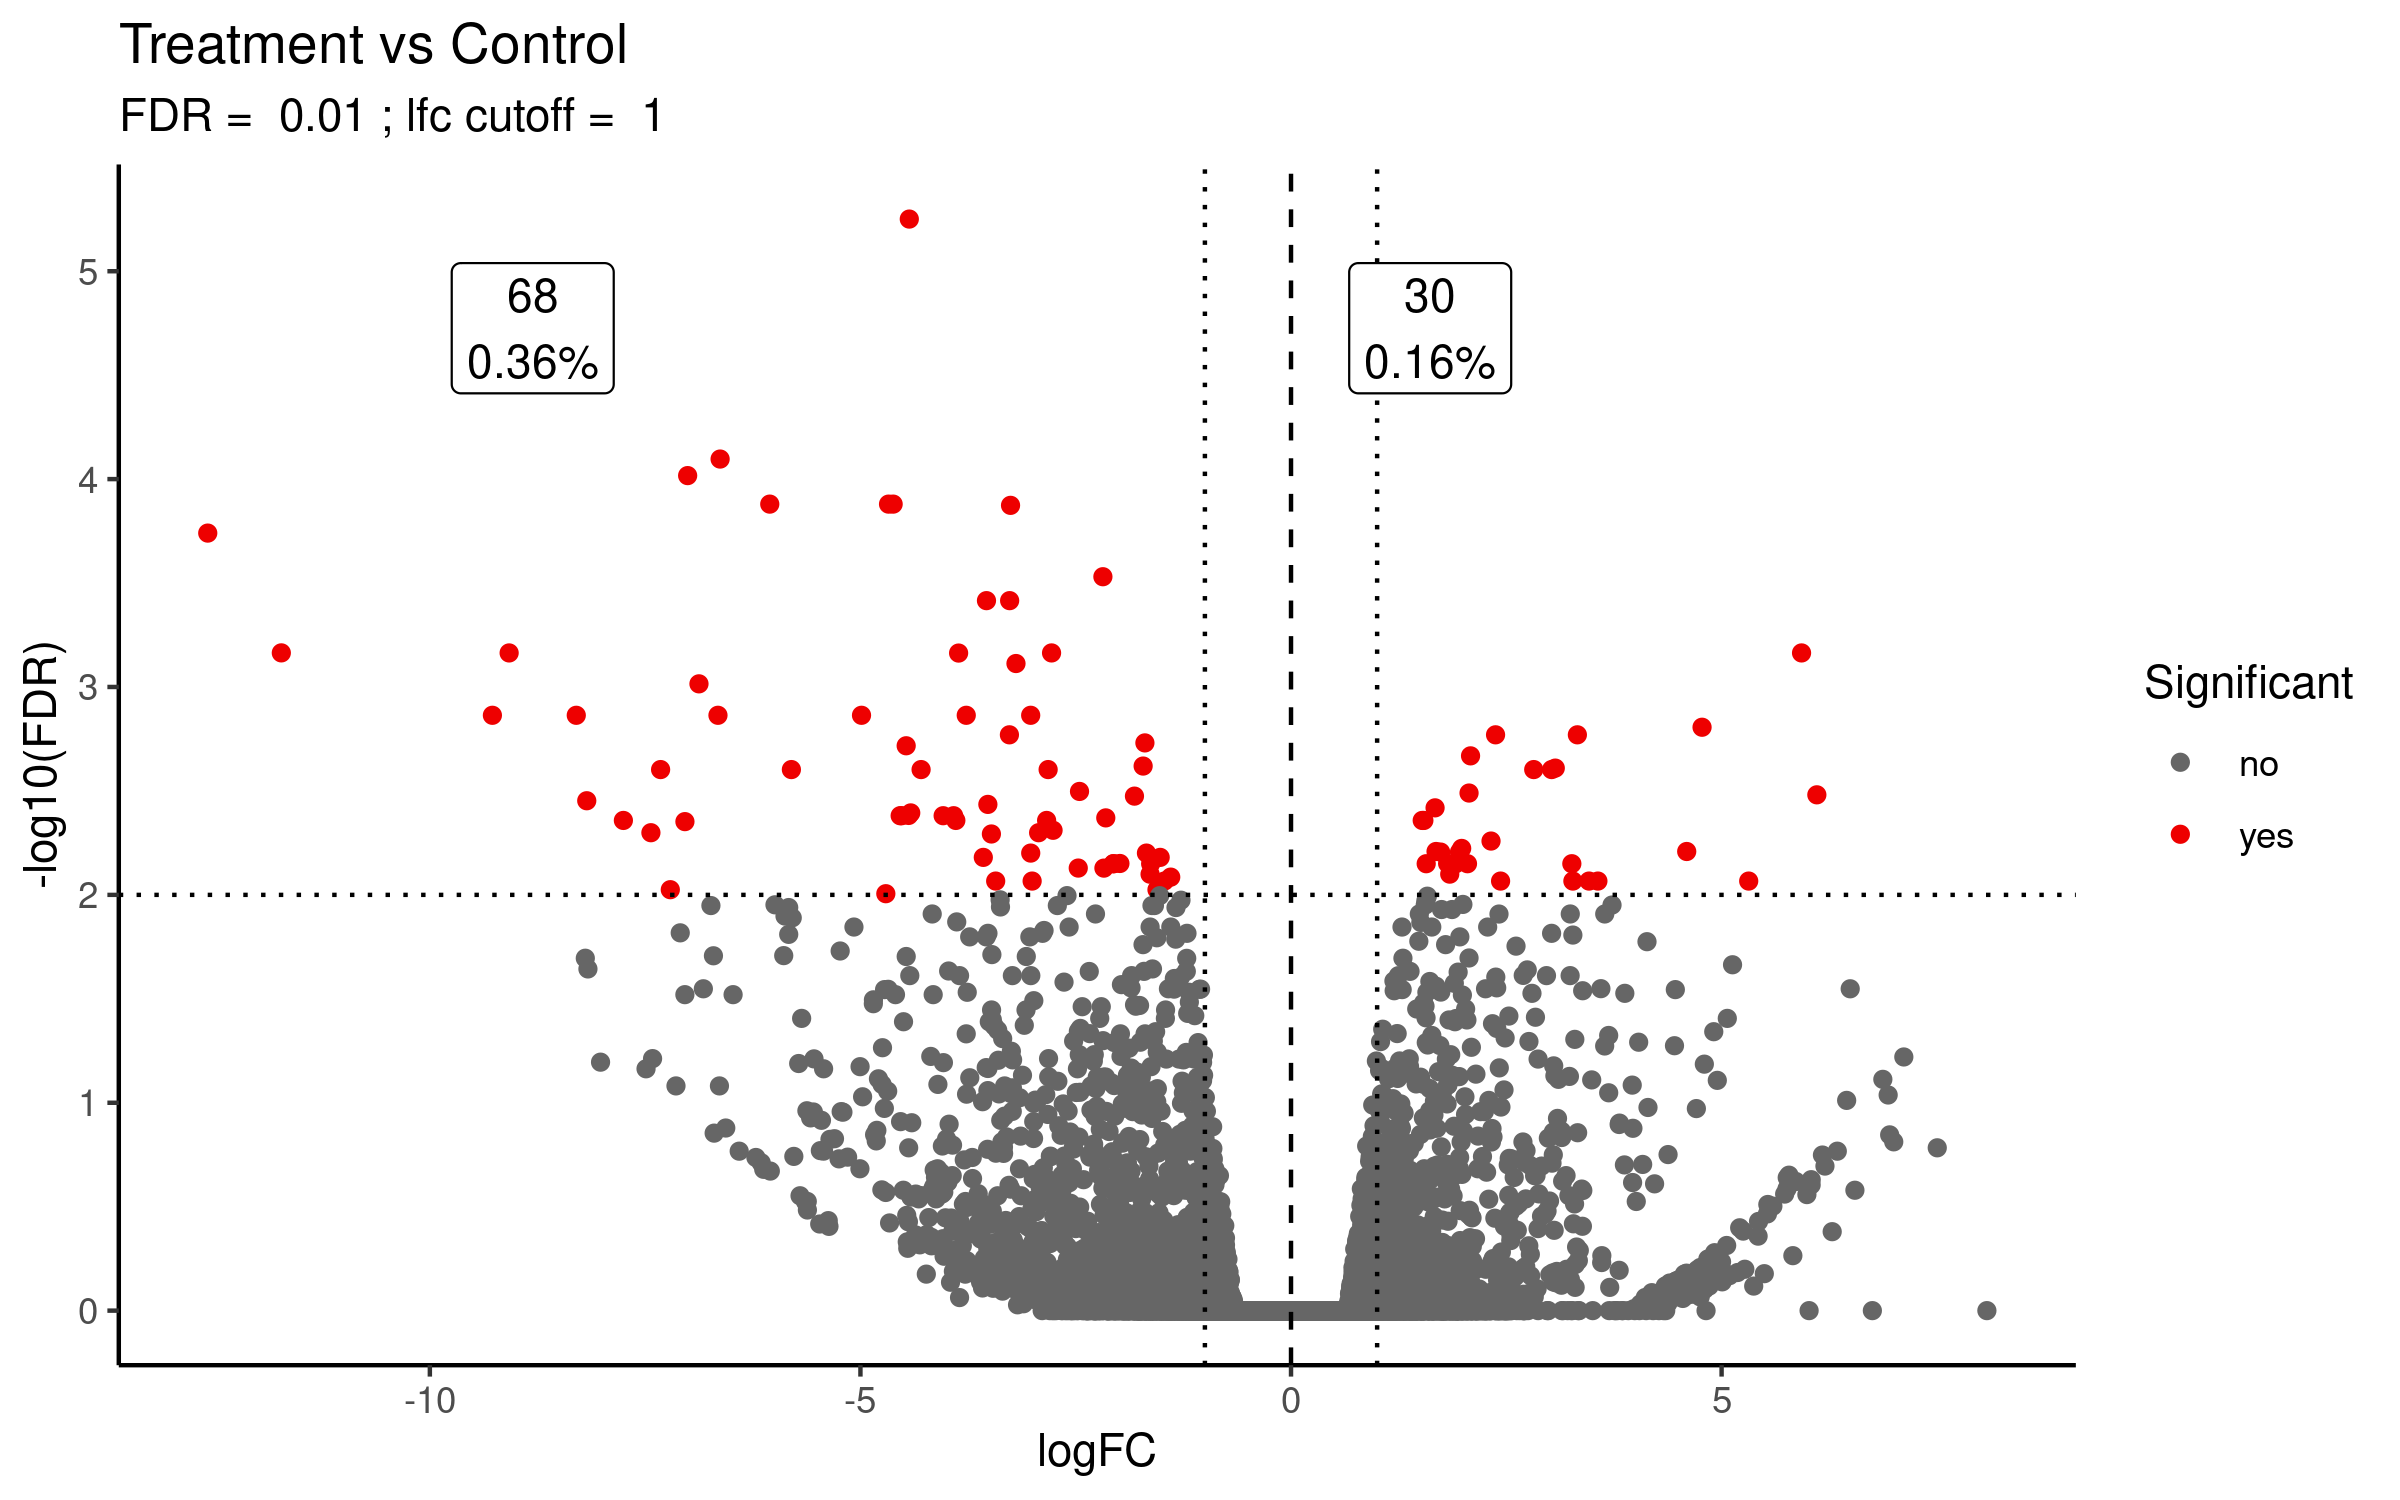 Treatment vs Control
FDR =  0.01 ; lfc cutoff =  1
68
0.36%
30
0.16%
5
4
3
2
1
0
-log10(FDR)
-10
-5
0
5
logFC
Significant
no
yes